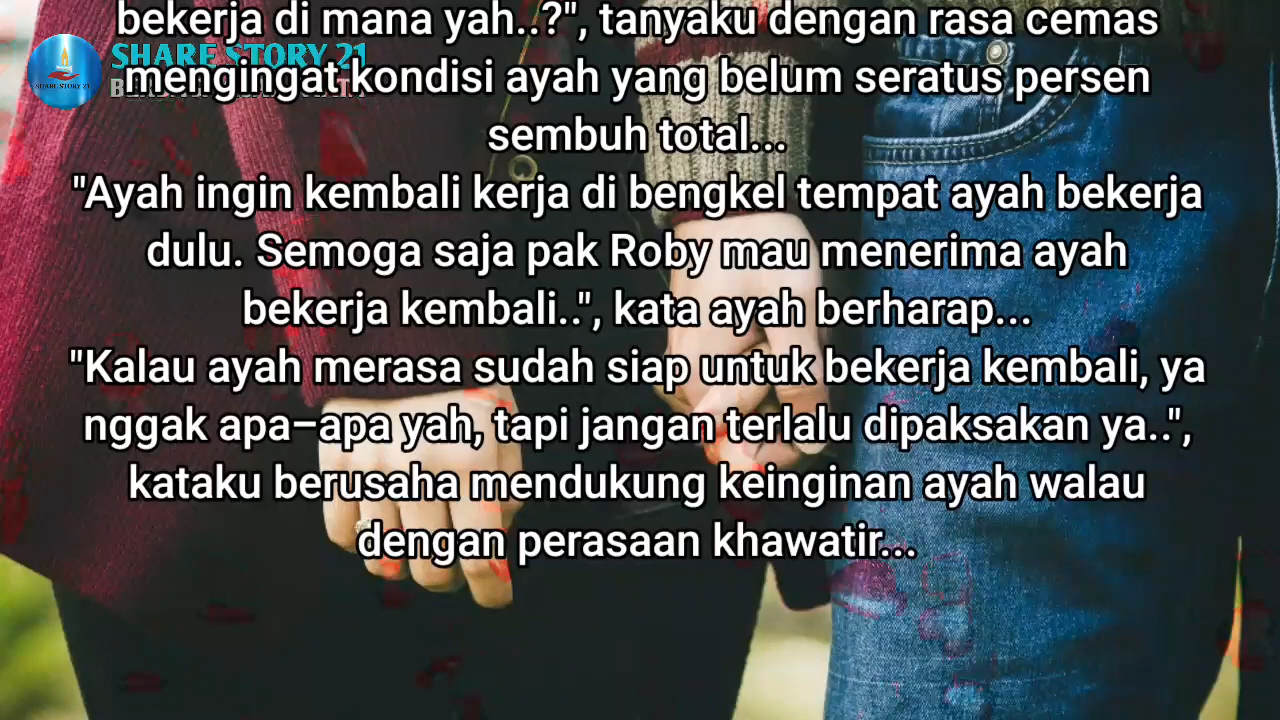 bekerja di mana yah..?", tanyaku dengan rasa cemas
SHARE STORY 21
mengingat kondisi ayah yang belum seratus persen
SHARE STORY 21
sembuh total...
"Ayah ingin kembali kerja di bengkel tempat ayah bekerja
dulu. Semoga saja pak Roby mau menerima ayah
bekerja kembali..", kata ayah berharap...
"Kalau ayah merasa sudah siap untuk bekerja kembali, ya
nggak apa–apa yah, tapi jangan terlalu dipaksakan ya..",
kataku berusaha mendukung keinginan ayah walau
dengan perasaan khawatir...